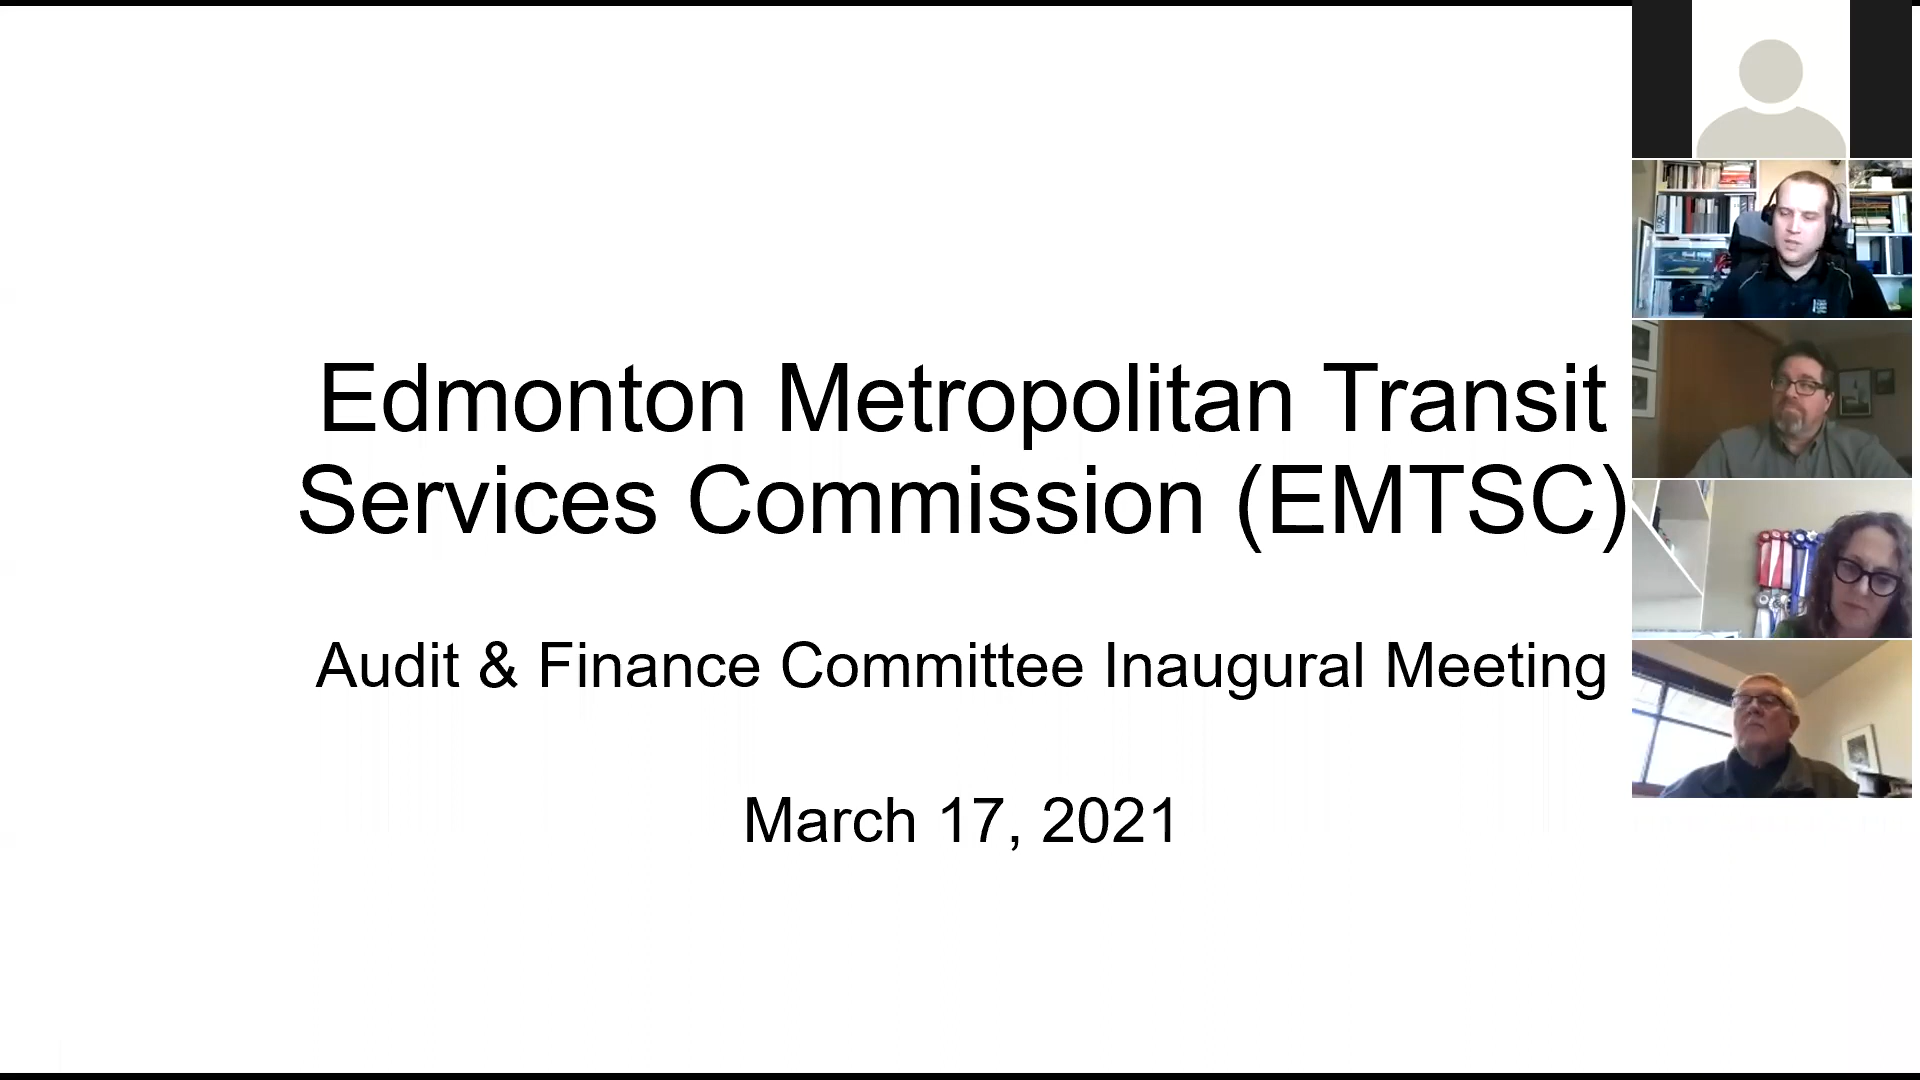 Edmonton Metropolitan Transit
Services Commission (EMTSC)
Audit & Finance Committee Inaugural Meeting
March 17, 2021